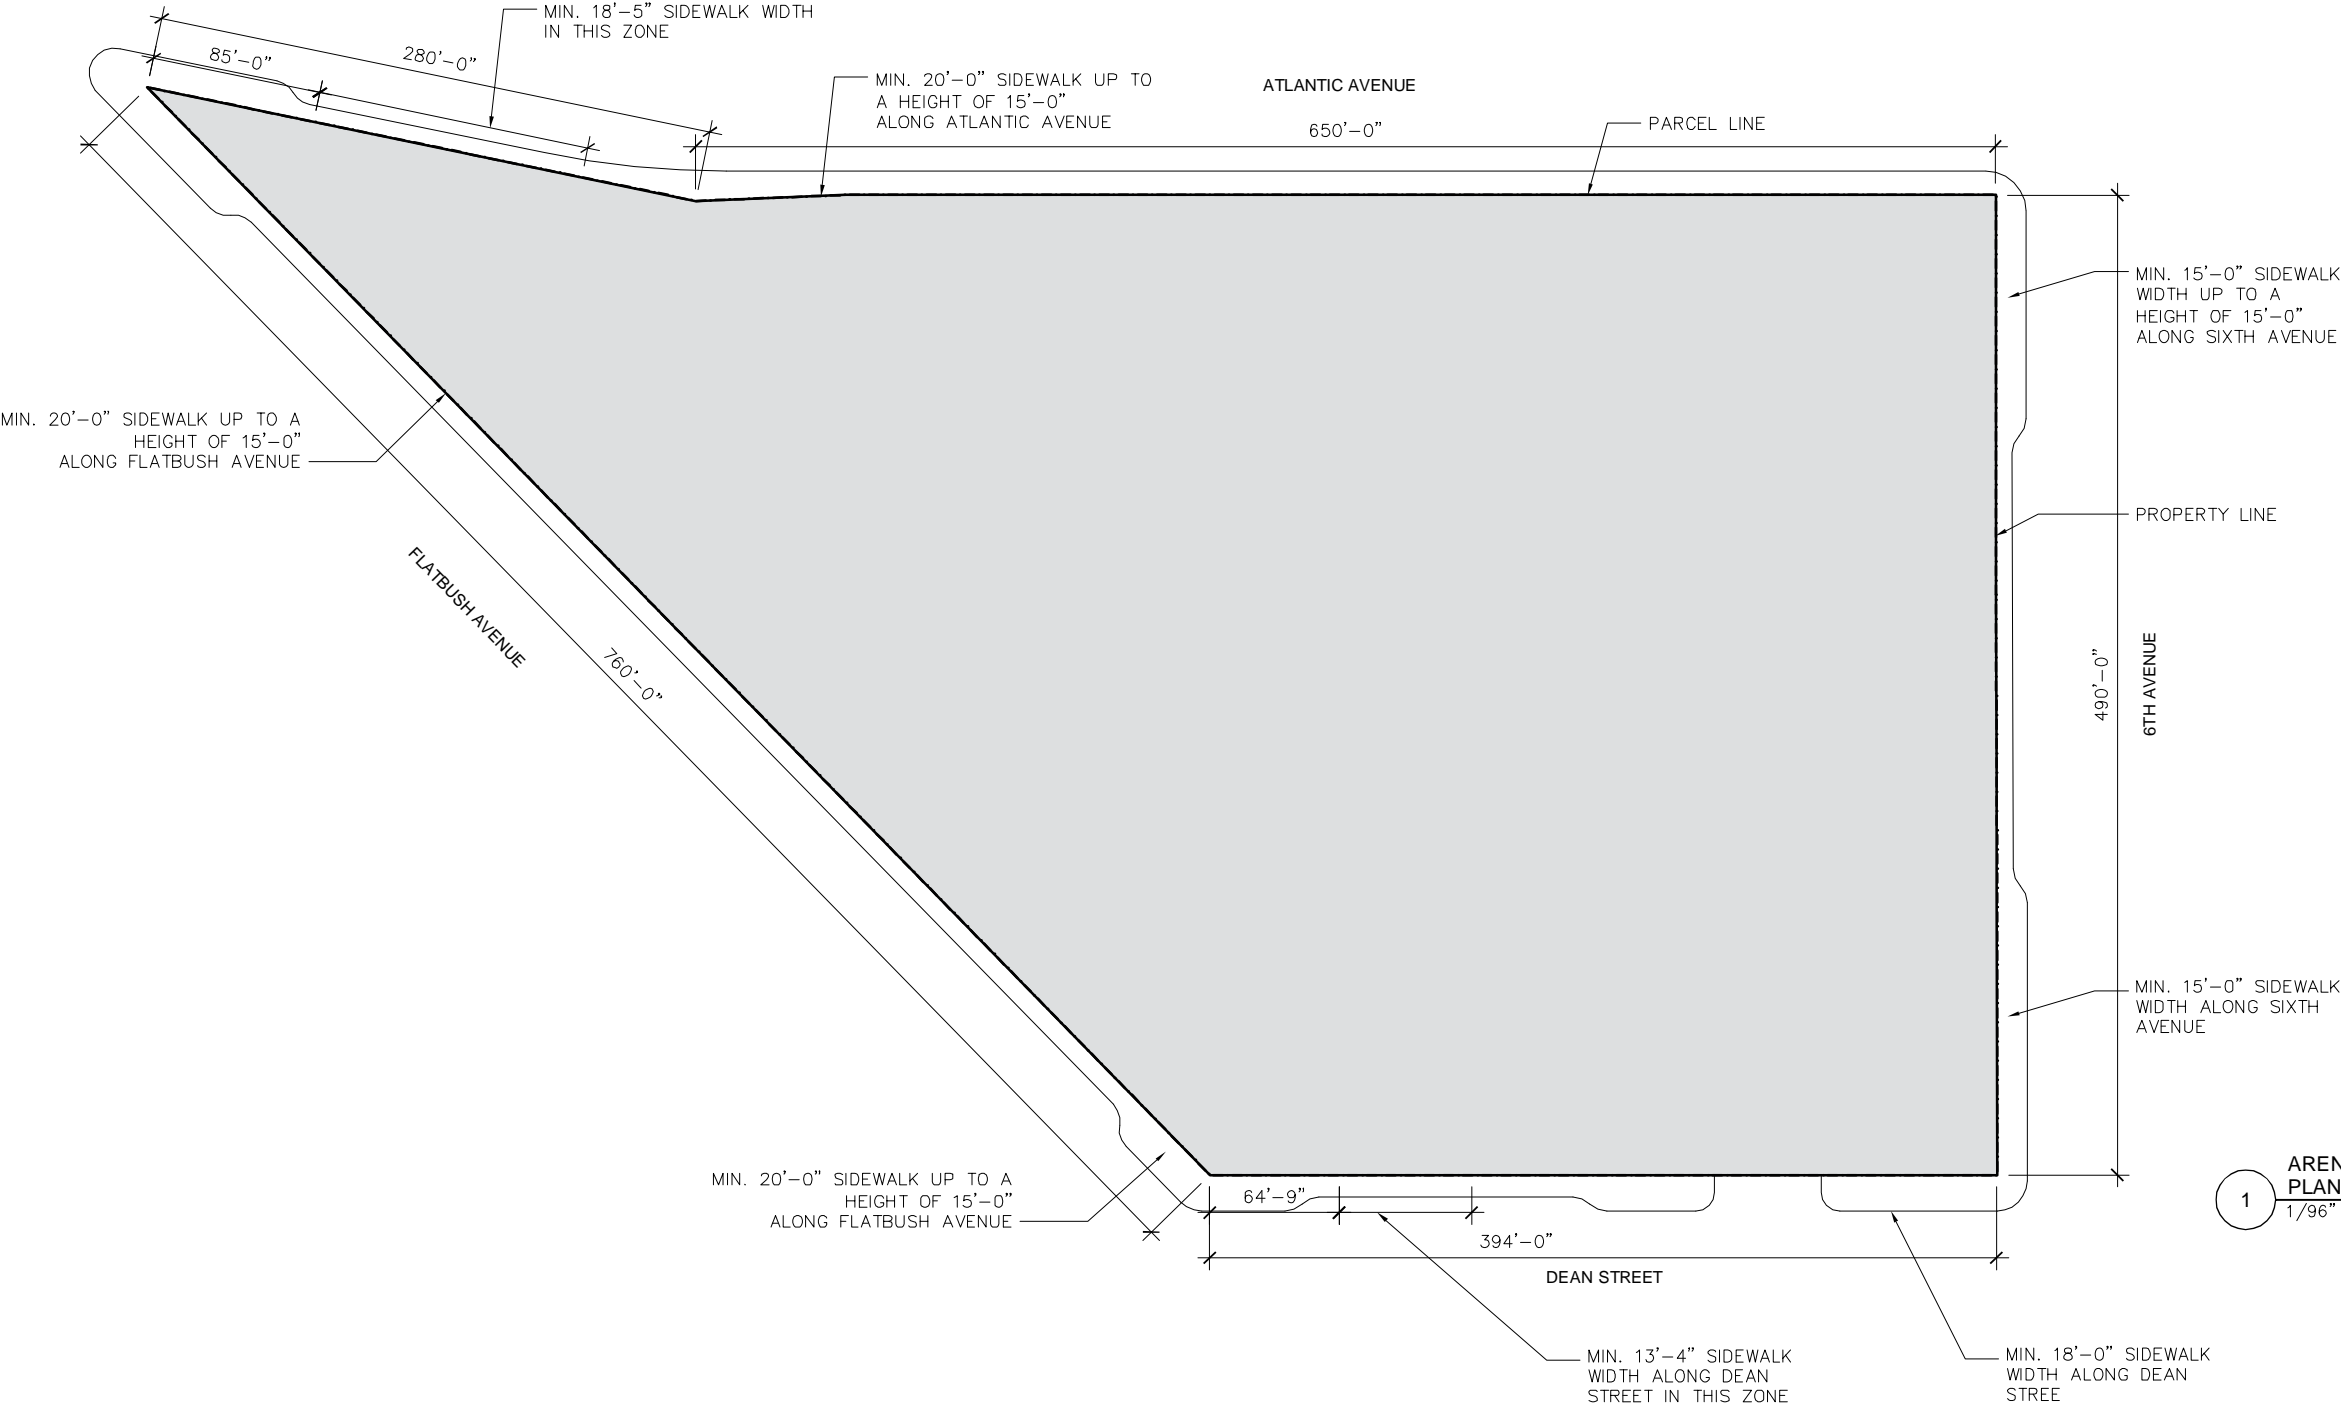 MIN. 18'-5" SIDEWALK WIDTH
IN THIS ZONE
85'-0"
280'-0"
MIN. 20'-0" SIDEWALK UP TO
A HEIGHT OF 15'-0"
ALONG ATLANTIC AVENUE
ATLANTIC AVENUE
650'-0"
PARCEL LINE
MIN. 15'-0" SIDEWALK
WIDTH UP TO A
HEIGHT OF 15'-0"
ALONG SIXTH AVENUE
MIN. 20'-0" SIDEWALK UP TO A
HEIGHT OF 15'-0"
ALONG FLATBUSH AVENUE
PROPERTY LINE
FLATBUSH AVENUE
760'-0"
490'-0"
6TH AVENUE
MIN. 15'-0" SIDEWALK
WIDTH ALONG SIXTH
AVENUE
MIN. 20'-0" SIDEWALK UP TO A
HEIGHT OF 15'-0"
ALONG FLATBUSH AVENUE
64'-9"
394'-0"
DEAN STREET
1
AREN
PLAN
1/96"
MIN. 13'-4" SIDEWALK
WIDTH ALONG DEAN
STREET IN THIS ZONE
MIN. 18'-0" SIDEWALK
WIDTH ALONG DEAN
STREE